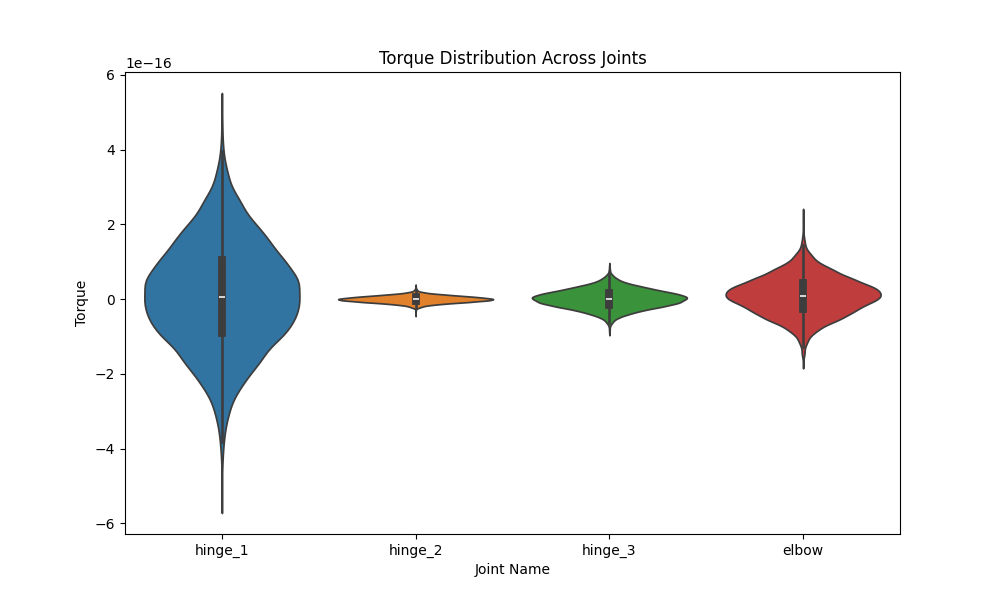 Torque Distribution Across Joints
1e−16
6
4
2
0
−2
−4
−6
Torque
hinge_1
hinge_2
hinge_3
elbow
Joint Name